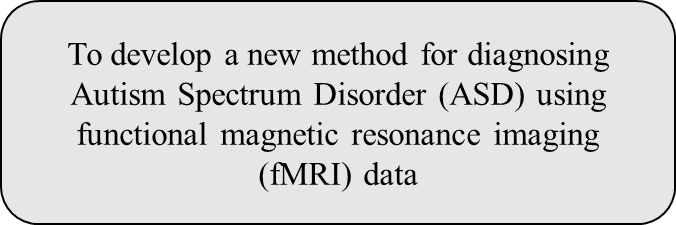 To develop a new method for diagnosing
Autism Spectrum Disorder (ASD) using
functional magnetic resonance imaging
(fMRI) data